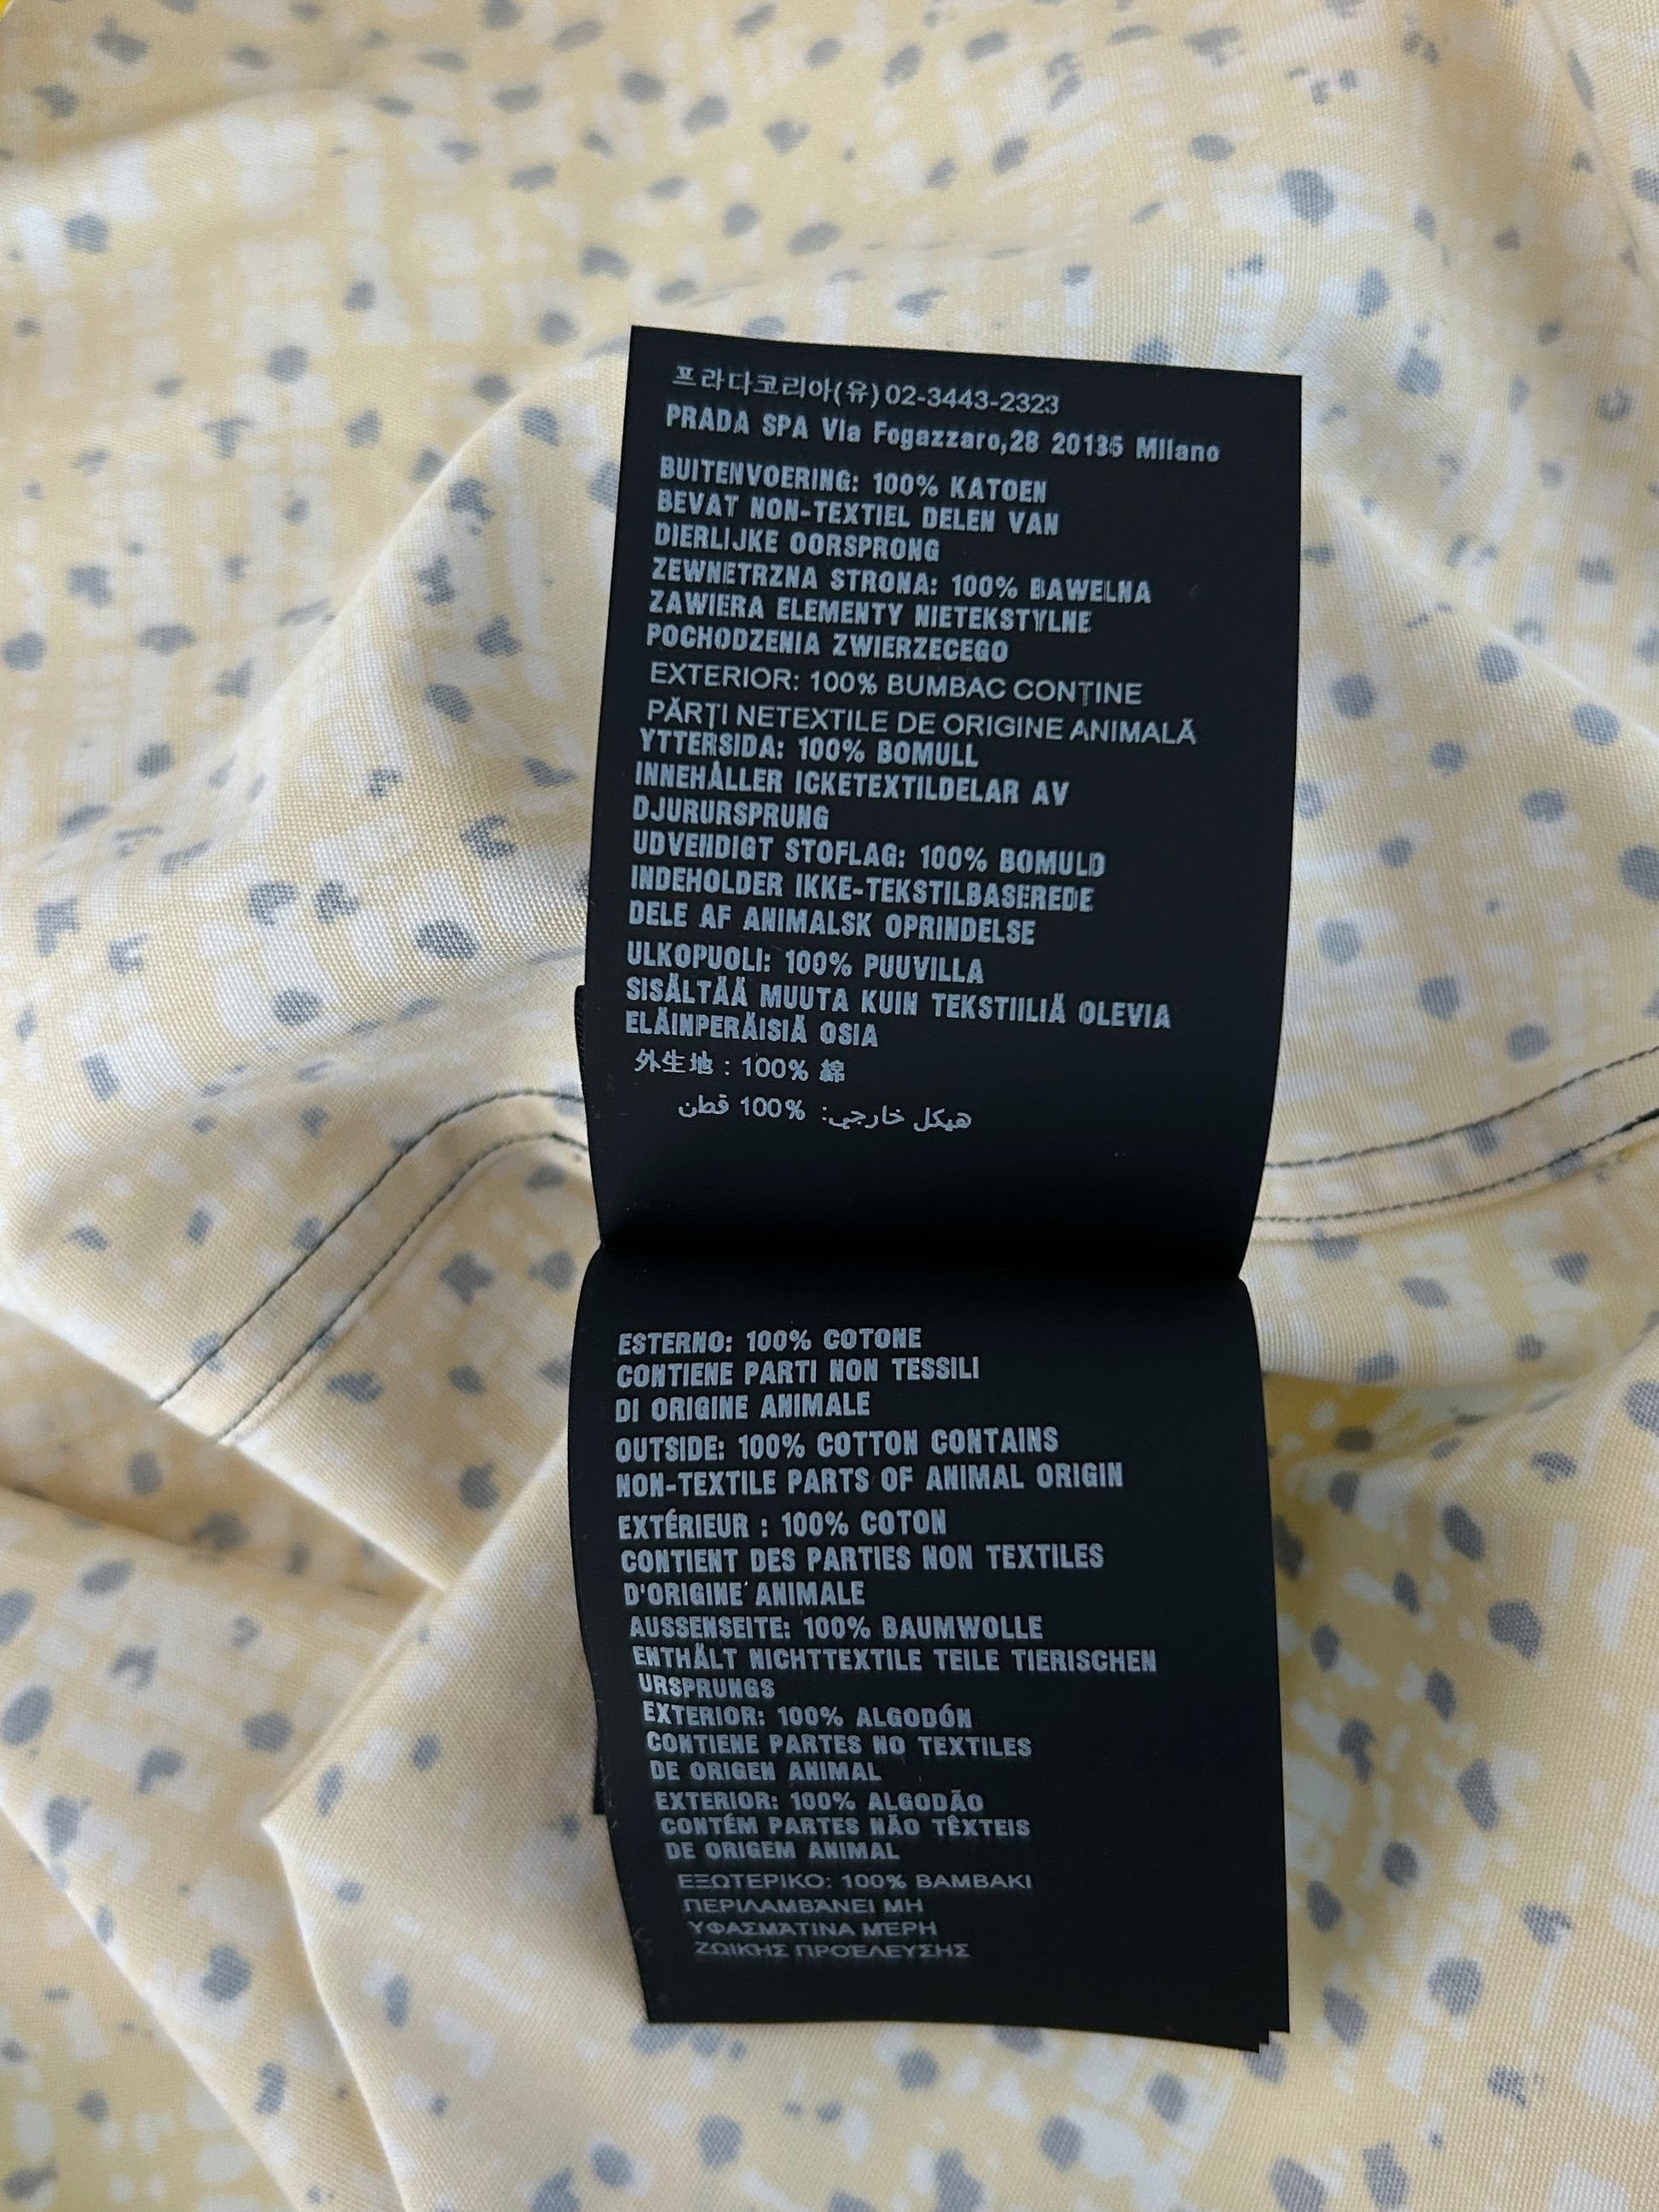 프라다코리아(유)02-3443-2323
PRADA SPA Via Fogazzaro,28 20135 Milano
BUITENVOERING: 100% KATOEN
BEVAT NON-TEXTIEL DELEN VAN
DIERLIJKE OORSPRONG
ZEWNETRZNA STRONA: 100% BAWELNA
ZAWIERA ELEMENTY NIETEKSTYLNE
POCHODZENIA ZWIERZECEGO
EXTERIOR: 100% BUMBAC CONȚINE
PĂRȚI NETEXTILE DE ORIGINE ANIMALĂ
YTTERSIDA: 100% BOMULL
INNEHÅLLER ICKETEXTILDELAR AV
DJURURSPRUNG
UDVENDIGT STOFLAG: 100% BOMULD
INDEHOLDER IKKE-TEKSTILBASEREDE
DELE AF ANIMALSK OPRINDELSE
ULKOPUOLI: 100% PUUVILLA
SISÄLTÄÄ MUUTA KUIN TEKSTIILIÄ OLEVIA
ELÄINPERÄISIÄ OSIA
外生地 : 100% 綿
هيكل خارجي: %100 قطن
ESTERNO: 100% COTONE
CONTIENE PARTI NON TESSILI
DI ORIGINE ANIMALE
OUTSIDE: 100% COTTON CONTAINS
NON-TEXTILE PARTS OF ANIMAL ORIGIN
EXTÉRIEUR : 100% COTON
CONTIENT DES PARTIES NON TEXTILES
D'ORIGINE ANIMALE
AUSSENSEITE: 100% BAUMWOLLE
ENTHÄLT NICHTTEXTILE TEILE TIERISCHEN
URSPRUNGS
EXTERIOR: 100% ALGODÓN
CONTIENE PARTES NO TEXTILES
DE ORIGEN ANIMAL
EXTERIOR: 100% ALGODÃO
CONTÉM PARTES NÃO TÊXTEIS
DE ORIGEM ANIMAL
ΕΞΩΤΕΡΙΚΟ: 100% ΒΑΜΒΑΚΙ
ΠΕΡΙΛΑΜΒΆΝΕΙ ΜΗ
ΥΦΑΣΜΆΤΙΝΑ ΜΈΡΗ
ΖΩΙΚΉΣ ΠΡΟΈΛΕΥΣΗΣ